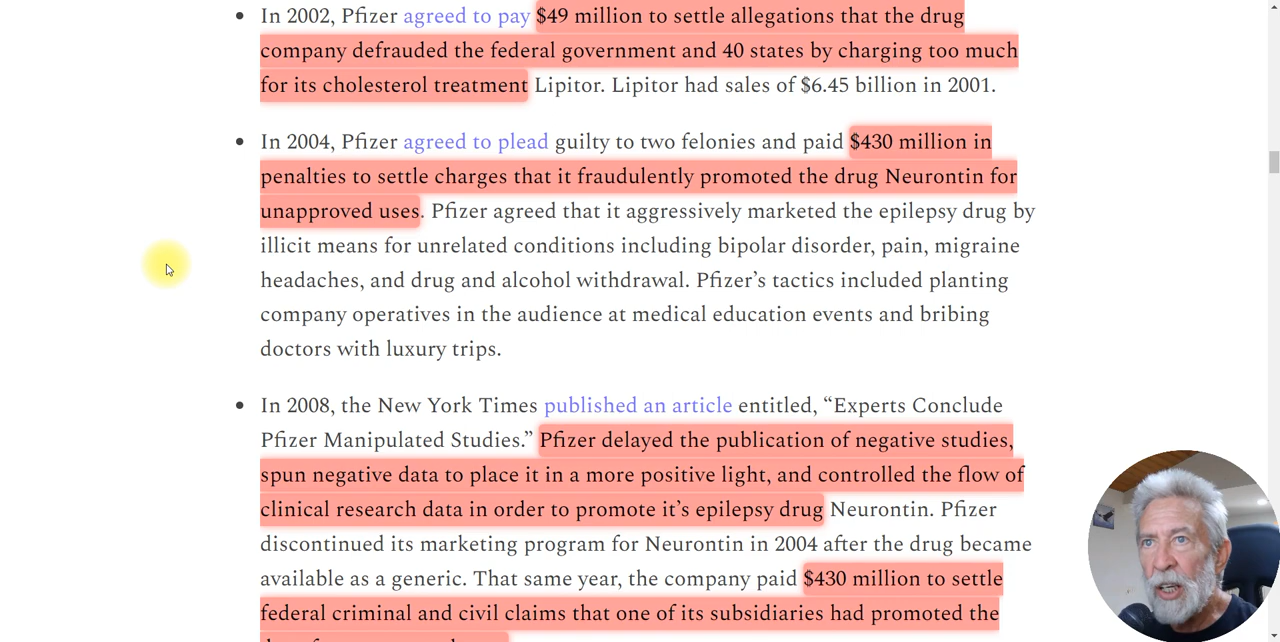 In 2002, Pfizer agreed to pay $49 million to settle allegations that the drug
company defrauded the federal government and 40 states by charging too much
for its cholesterol treatment Lipitor. Lipitor had sales of $6.45 billion in 2001.
In 2004, Pfizer agreed to plead guilty to two felonies and paid $430 million in
penalties to settle charges that it fraudulently promoted the drug Neurontin for
unapproved uses. Pfizer agreed that it aggressively marketed the epilepsy drug by
illicit means for unrelated conditions including bipolar disorder, pain, migraine
headaches, and drug and alcohol withdrawal. Pfizer’s tactics included planting
company operatives in the audience at medical education events and bribing
doctors with luxury trips.
In 2008, the New York Times published an article entitled, “Experts Conclude
Pfizer Manipulated Studies.” Pfizer delayed the publication of negative studies,
spun negative data to place it in a more positive light, and controlled the flow of
clinical research data in order to promote it’s epilepsy drug Neurontin. Pfizer
discontinued its marketing program for Neurontin in 2004 after the drug became
available as a generic. That same year, the company paid $430 million to settle
federal criminal and civil claims that one of its subsidiaries had promoted the